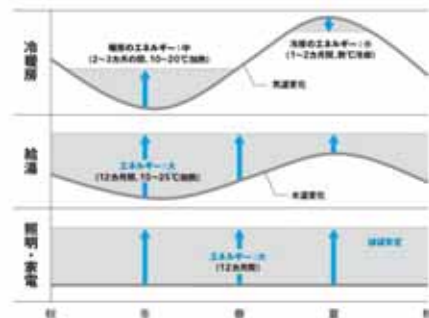 冷暖房
暖房のエネルギー：中
(2~3カ月の間、10~20℃加熱)
冷房のエネルギー：小
(1~2カ月間、数℃冷却)
気温変化
給湯
エネルギー：大
(12カ月間、10~25℃加熱)
水温変化
照明・家電
エネルギー：大
(12カ月間)
秋
冬
春
夏
秋